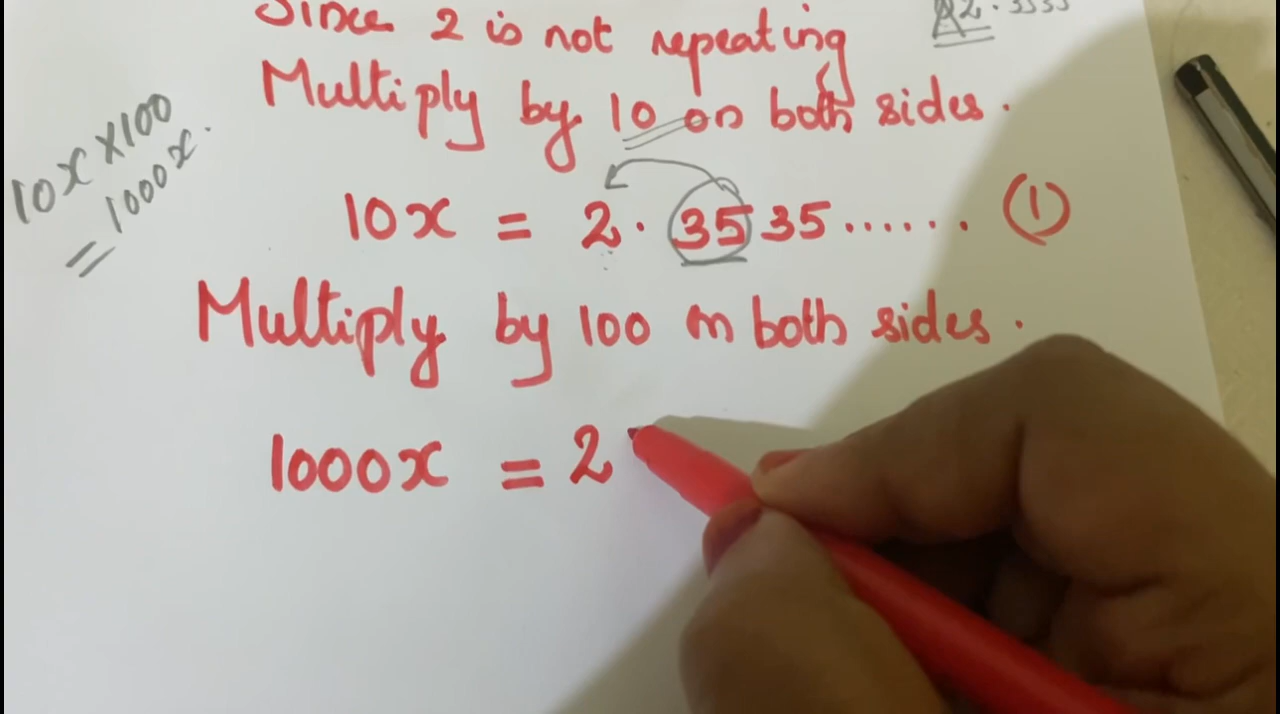 Since 2 is not repeating
Multiply by 10 on both sides.
10x × 100
= 1000x.
10x = 2.3535...... (1)
Multiply by 100 on both sides.
1000x = 2